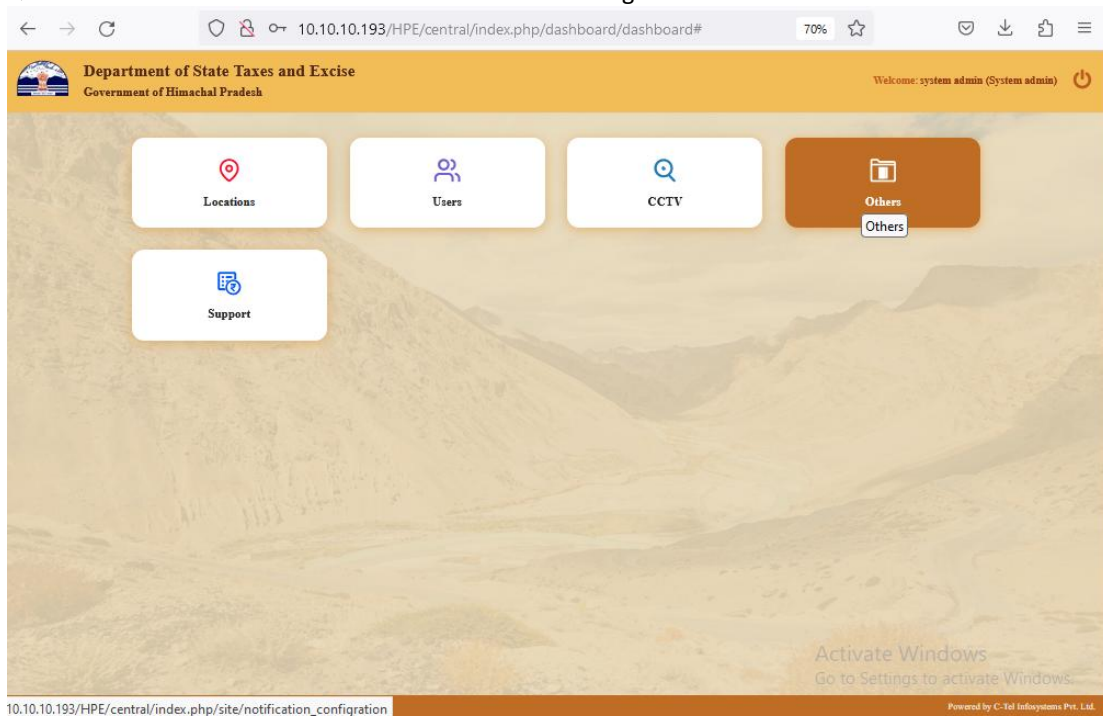 10.10.10.193/HPE/central/index.php/dashboard/dashboard#
70%
Department of State Taxes and Excise
Government of Himachal Pradesh
Welcome: system admin (System admin)
Locations
Users
CCTV
Others
Others
Support
Activate Windows
Go to Settings to activate Windows.
10.10.10.193/HPE/central/index.php/site/notification_confiqration
Powered by C-Tel Infosystems Pvt. Ltd.